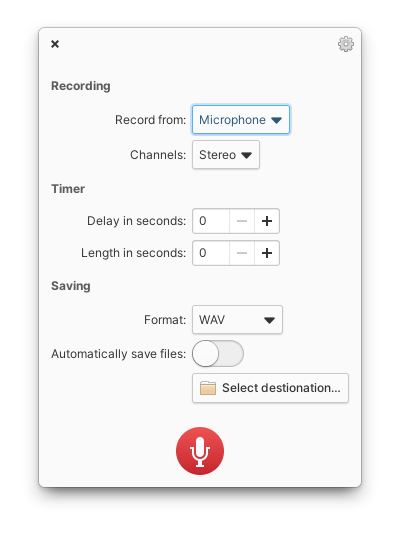 Recording
Record from: Microphone
Channels: Stereo
Timer
Delay in seconds: 0
Length in seconds: 0
Saving
Format: WAV
Automatically save files:
Select destionation...